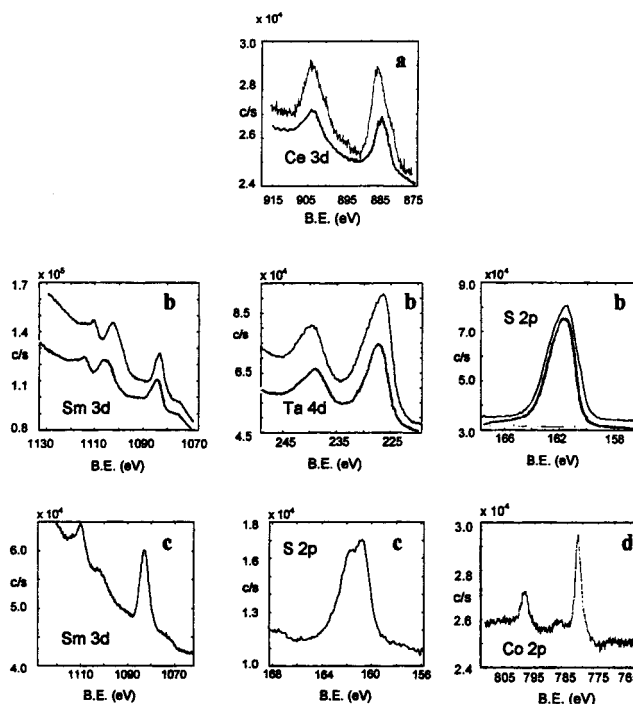 x 10⁴
3.0
a
2.8
c/s
2.6
Ce 3d
2.4
915 905 895 885 875
B.E. (eV)
x 10⁵
1.7
b
1.4
c/s
1.1
Sm 3d
0.8
1130 1110 1090 1070
B.E. (eV)
x 10⁴
b
8.5
c/s
6.5
Ta 4d
4.5
245 235 225
B.E. (eV)
x 10⁴
9.0
b
S 2p
7.0
c/s
5.0
3.0
166 162 158
B.E. (eV)
x 10⁴
c
6.0
c/s
5.0
Sm 3d
4.0
1110 1090 1070
B.E. (eV)
x 10⁴
1.7
S 2p
c
1.5
c/s
1.3
1.0
168 164 160 156
B.E. (eV)
x 10⁴
3.0
d
2.8
c/s
2.6
Co 2p
2.4
805 795 785 775 765
B.E. (eV)